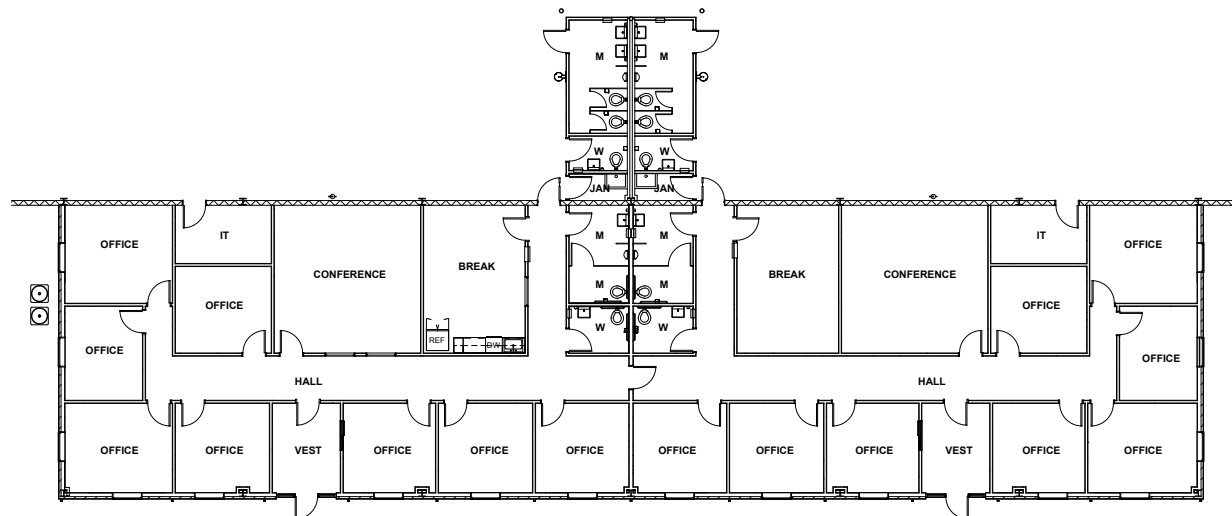 M M
W W
JAN JAN
OFFICE IT CONFERENCE BREAK M M BREAK CONFERENCE IT OFFICE
OFFICE M M OFFICE
REF DW W W
OFFICE OFFICE
HALL HALL
OFFICE OFFICE VEST OFFICE OFFICE OFFICE OFFICE OFFICE OFFICE VEST OFFICE OFFICE